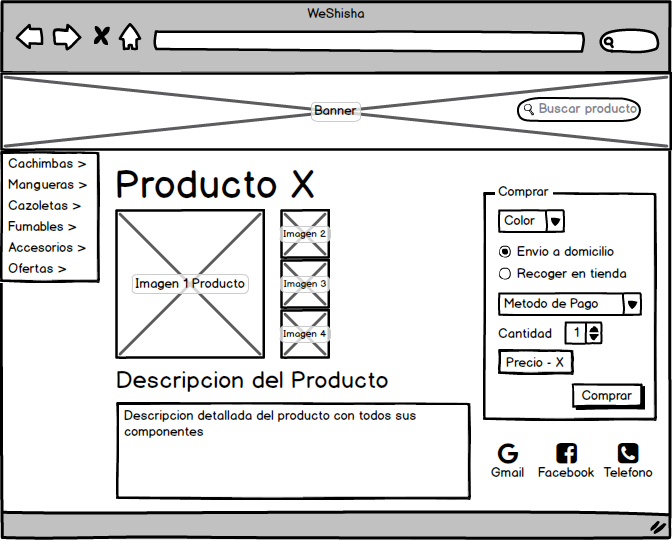 WeShisha
Banner
Buscar producto
Cachimbas >
Mangueras >
Cazoletas >
Fumables >
Accesorios >
Ofertas >
Producto X
Imagen 1 Producto
Imagen 2
Imagen 3
Imagen 4
Descripcion del Producto
Descripcion detallada del producto con todos sus
componentes
Comprar
Color
Envio a domicilio
Recoger en tienda
Metodo de Pago
Cantidad 1
Precio - X
Comprar
Gmail Facebook Telefono